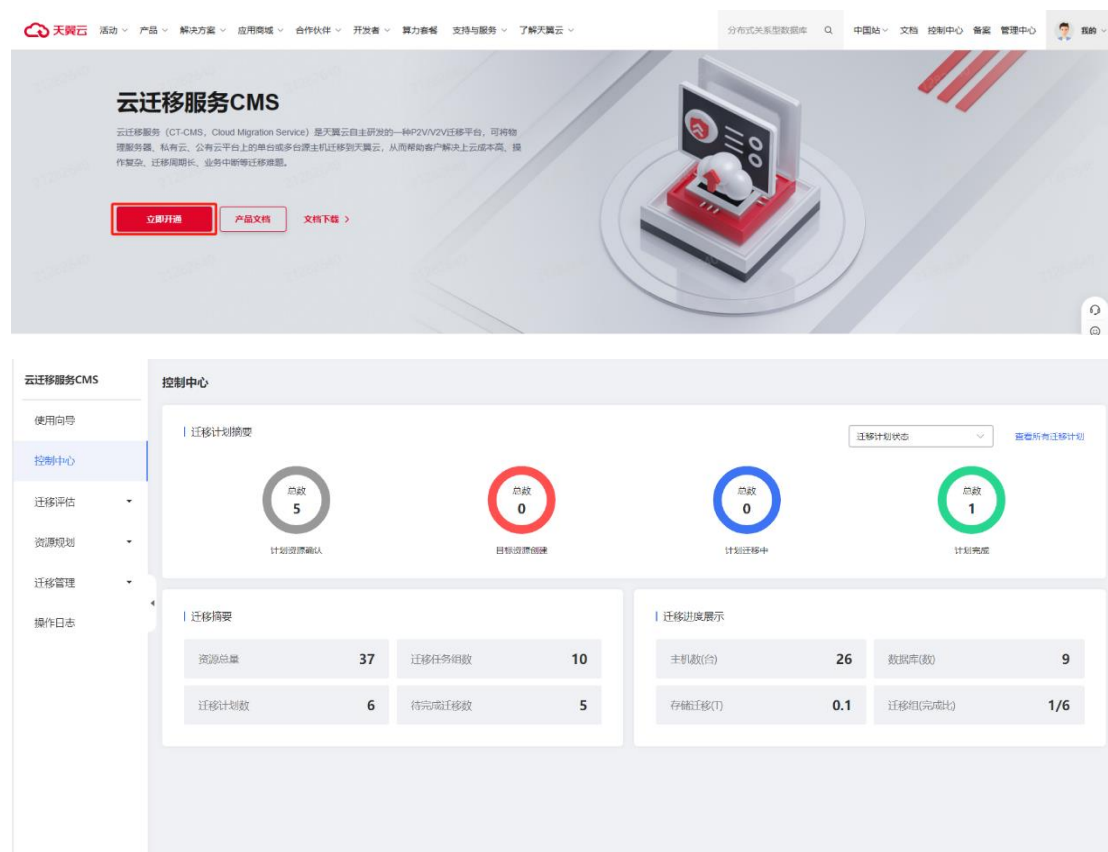 天翼云 活动 产品 解决方案 应用商城 合作伙伴 开发者 算力套餐 支持与服务 了解天翼云 分布式关系型数据库 中国站 文档 控制中心 备案 管理中心 我的
云迁移服务CMS
云迁移服务（CT-CMS，Cloud Migration Service）是天翼云自主研发的一种P2V/V2V迁移平台，可将物
理服务器、私有云、公有云平台上的单台或多台源主机迁移到天翼云，从而帮助客户解决上云成本高、操
作复杂、迁移周期长、业务中断等迁移难题。
立即开通 产品文档 文档下载 >
云迁移服务CMS
使用向导
控制中心
迁移评估
资源规划
迁移管理
操作日志
控制中心
迁移计划摘要 迁移计划状态 查看所有迁移计划
总数 总数 总数 总数
5 0 0 1
计划资源确认 目标资源创建 计划迁移中 计划完成
迁移摘要
资源总量 37 迁移任务组数 10
迁移计划数 6 待完成迁移数 5
迁移进度展示
主机数(台) 26 数据库(数) 9
存储迁移(T) 0.1 迁移组(完成比) 1/6